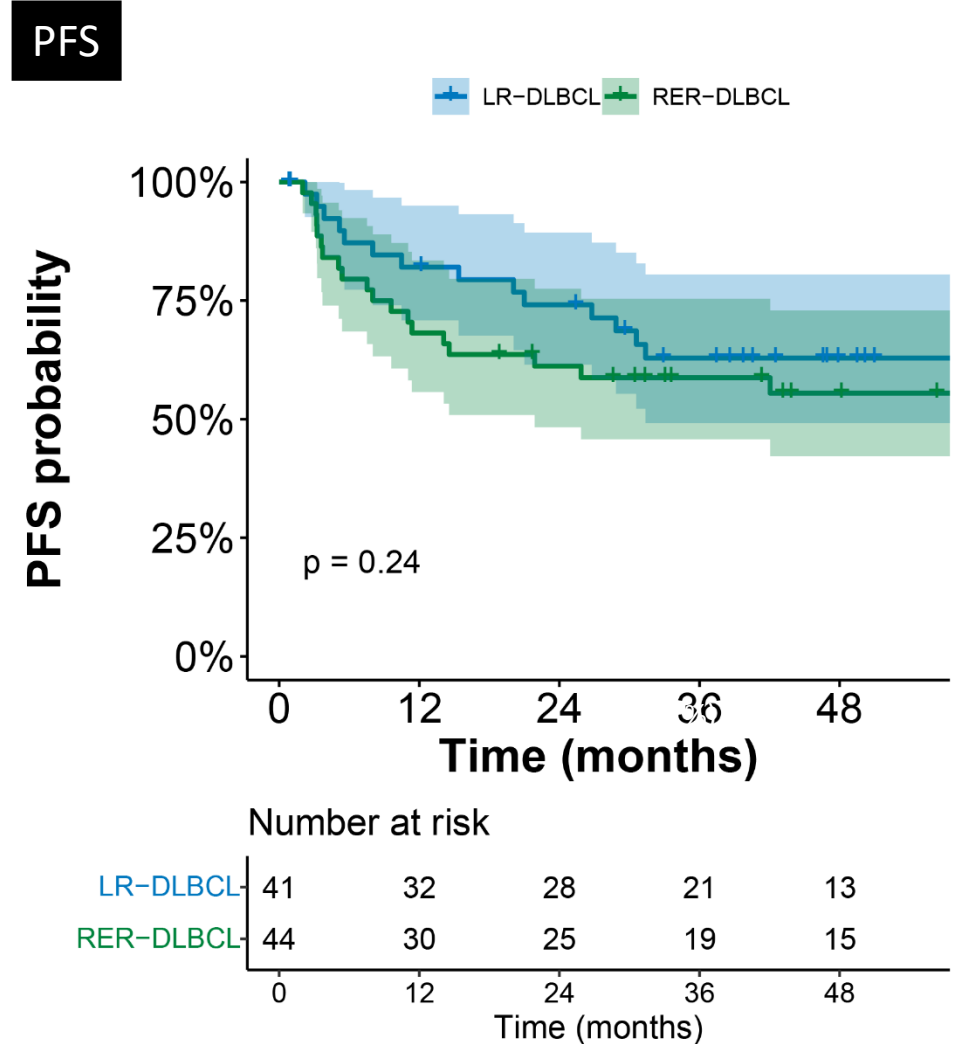 PFS
LR−DLBCL RER−DLBCL
100%
75%
50%
25%
0%
PFS probability
p = 0.24
0 12 24 36 48
Time (months)
Number at risk
LR−DLBCL 41 32 28 21 13
RER−DLBCL 44 30 25 19 15
0 12 24 36 48
Time (months)